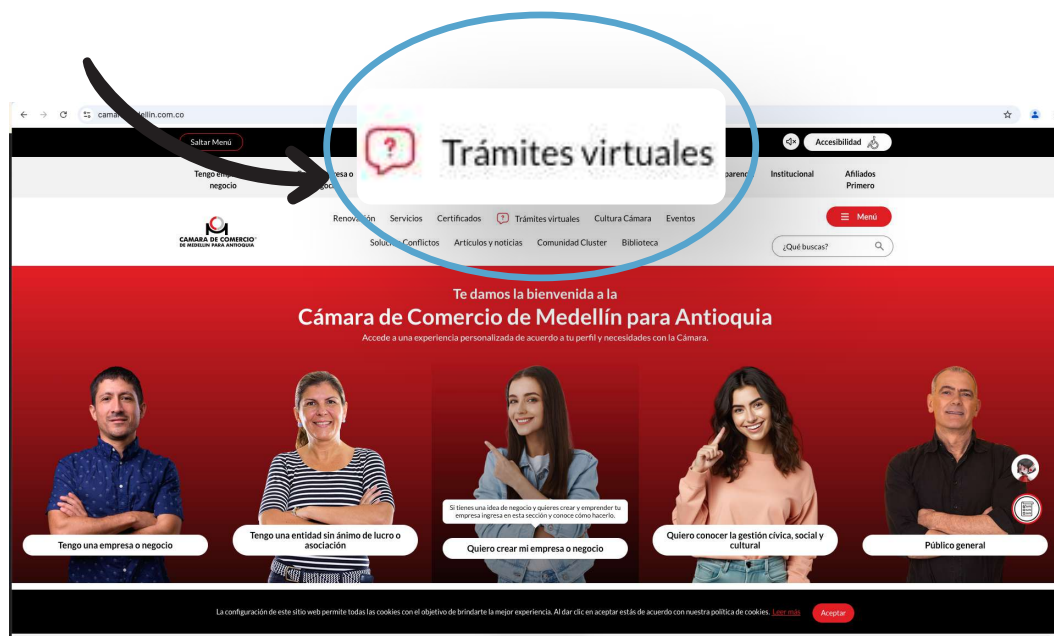 camar
ellin.com.co
Saltar Menú
Accesibilidad
Trámites virtuales
Tengo
negocio
Institucional
Afiliados
Primero
CAMARA DE COMERCIO
DE MEDELLIN PARA ANTIOQUIA
Renovación Servicios Certificados Trámites virtuales Cultura Cámara Eventos
Menú
Conflictos Artículos y noticias Comunidad Cluster Biblioteca
¿Qué buscas?
Te damos la bienvenida a la
Cámara de Comercio de Medellín para Antioquia
Accede a una experiencia personalizada de acuerdo a tu perfil y necesidades con la Cámara.
Si tienes una idea de negocio y quieres crear y emprender tu
empresa ingresa en esta sección y conoce cómo hacerlo.
Tengo una empresa o negocio
Tengo una entidad sin ánimo de lucro o
asociación
Quiero crear mi empresa o negocio
Quiero conocer la gestión cívica, social y
cultural
Público general
La configuración de este sitio web permite todas las cookies con el objetivo de brindarte la mejor experiencia. Al dar clic en aceptar estás de acuerdo con nuestra política de cookies. Leer más Aceptar